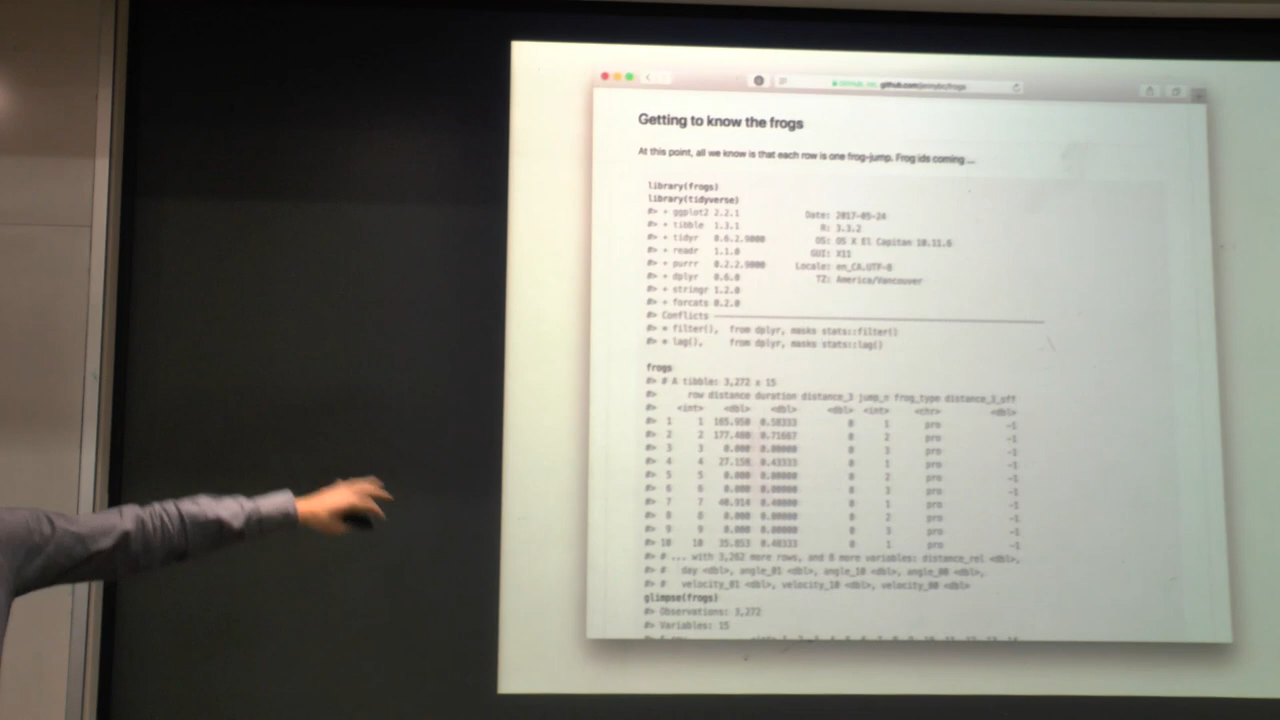 github.com/jennybc/frogs
Getting to know the frogs
At this point, all we know is that each row is one frog-jump. Frog ids coming ...
library(frogs)
library(tidyverse)
#> + ggplot2 2.2.1 Date: 2017-05-24
#> + tibble 1.3.1 R: 3.3.2
#> + tidyr 0.6.2.9000 OS: OS X El Capitan 10.11.6
#> + readr 1.1.0 GUI: X11
#> + purrr 0.2.2.9000 Locale: en_CA.UTF-8
#> + dplyr 0.6.0 TZ: America/Vancouver
#> + stringr 1.2.0
#> + forcats 0.2.0
#> Conflicts
#> * filter(), from dplyr, masks stats::filter()
#> * lag(), from dplyr, masks stats::lag()
frogs
#> # A tibble: 3,272 x 15
#> row distance duration distance_3 jump_n frog_type distance_3_off
#> <int> <dbl> <dbl> <dbl> <int> <chr> <dbl>
#> 1 1 185.950 0.58333 0 1 pro -1
#> 2 2 177.480 0.71667 0 2 pro -1
#> 3 3 0.000 0.00000 0 3 pro -1
#> 4 4 27.150 0.43333 0 1 pro -1
#> 5 5 0.000 0.00000 0 2 pro -1
#> 6 6 0.000 0.00000 0 3 pro -1
#> 7 7 40.914 0.40000 0 1 pro -1
#> 8 8 0.000 0.00000 0 2 pro -1
#> 9 9 0.000 0.00000 0 3 pro -1
#> 10 10 35.853 0.48333 0 1 pro -1
#> # ... with 3,262 more rows, and 8 more variables: distance_rel <dbl>,
#> # day <dbl>, angle_01 <dbl>, angle_10 <dbl>, angle_00 <dbl>,
#> # velocity_01 <dbl>, velocity_10 <dbl>, velocity_00 <dbl>
glimpse(frogs)
#> Observations: 3,272
#> Variables: 15